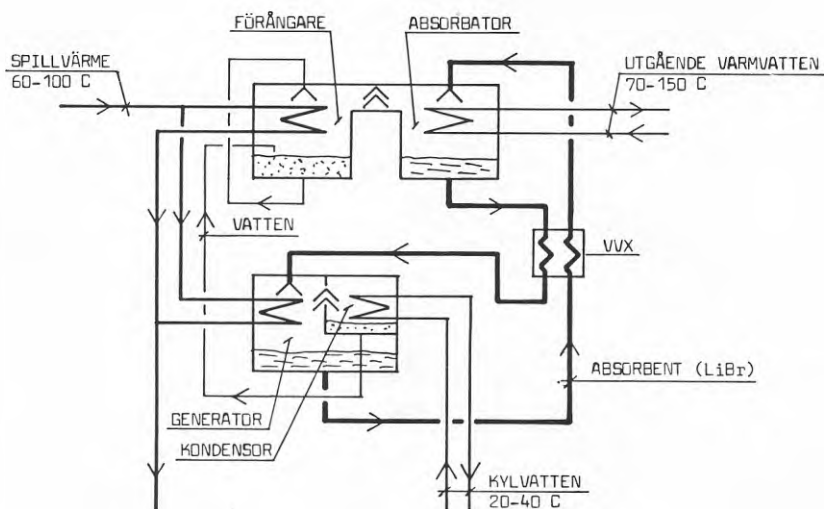 FÖRÅNGARE
ABSORBATOR
SPILLVÄRME
60-100 C
UTGÅENDE VARMVATTEN
70-150 C
VATTEN
VVX
ABSORBENT (LiBr)
GENERATOR
KONDENSOR
KYLVATTEN
20-40 C